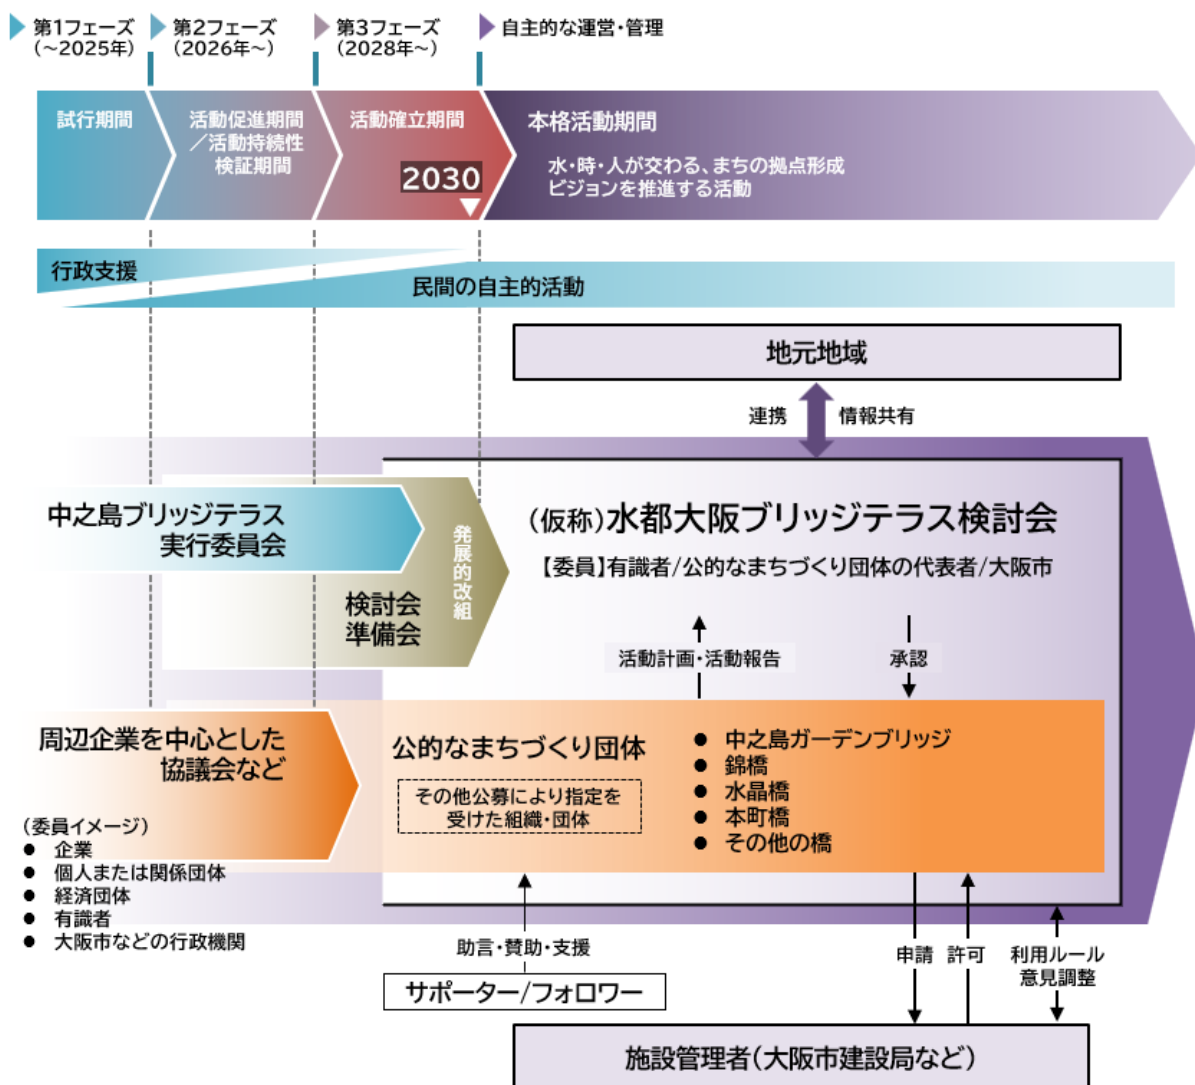 第1フェーズ
(~2025年)
第2フェーズ
(2026年~)
第3フェーズ
(2028年~)
自主的な運営・管理
試行期間
活動促進期間
/活動持続性
検証期間
活動確立期間
2030
本格活動期間
水・時・人が交わる、まちの拠点形成
ビジョンを推進する活動
行政支援
民間の自主的活動
地元地域
連携
情報共有
中之島ブリッジテラス
実行委員会
検討会
準備会
発展的改組
(仮称)水都大阪ブリッジテラス検討会
【委員】有識者/公的なまちづくり団体の代表者/大阪市
活動計画・活動報告
承認
周辺企業を中心とした
協議会など
(委員イメージ)
● 企業
● 個人または関係団体
● 経済団体
● 有識者
● 大阪市などの行政機関
公的なまちづくり団体
その他公募により指定を
受けた組織・団体
● 中之島ガーデンブリッジ
● 錦橋
● 水晶橋
● 本町橋
● その他の橋
助言・賛助・支援
サポーター/フォロワー
申請
許可
利用ルール
意見調整
施設管理者(大阪市建設局など)